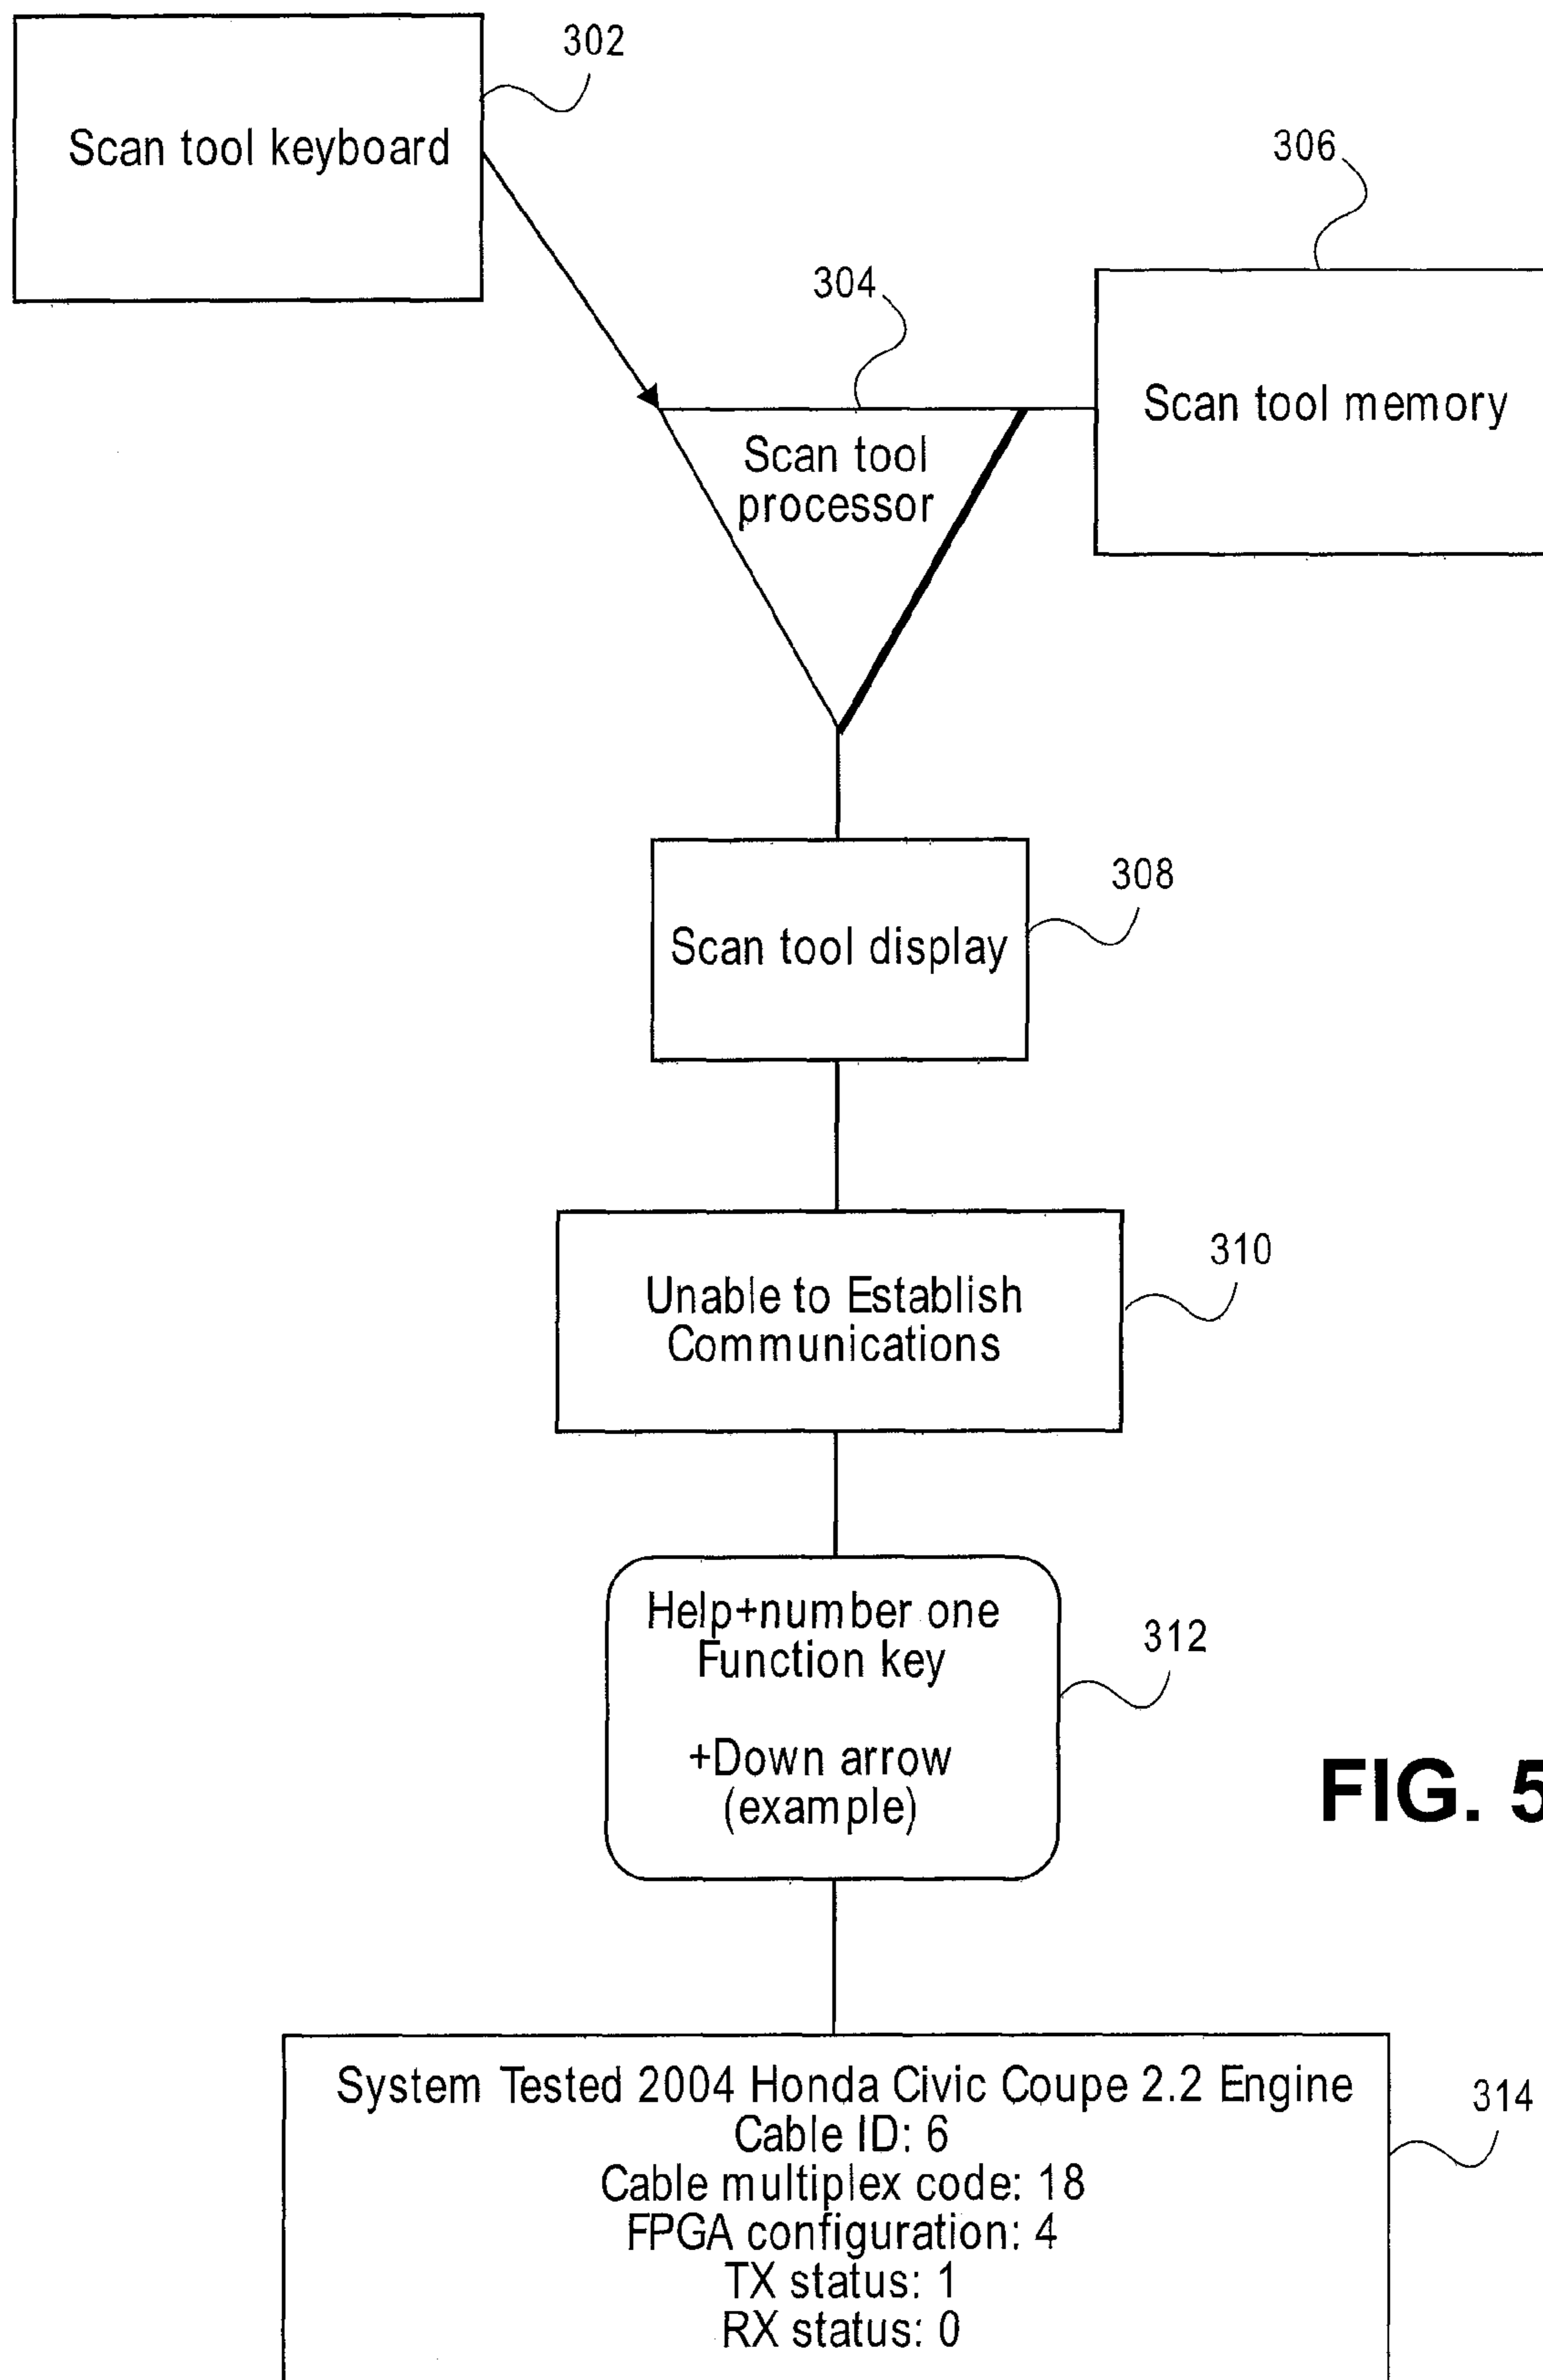 302
Scan tool keyboard
306
304
Scan tool memory
Scan tool
processor
308
Scan tool display
310
Unable to Establish
Communications
Help+number one
Function key
312
+Down arrow
(example)
FIG. 5
System Tested 2004 Honda Civic Coupe 2.2 Engine
314
Cable ID: 6
Cable multiplex code: 18
FPGA configuration: 4
TX status: 1
RX status: 0